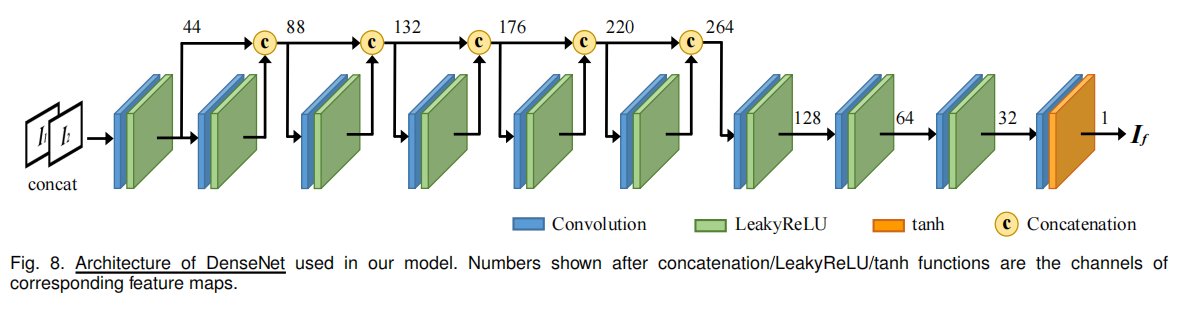 44 88 132 176 220 264
I₁ I₂ 128 64 32 1 I_f
concat
Convolution LeakyReLU tanh c Concatenation
c c c c c
Fig. 8. Architecture of DenseNet used in our model. Numbers shown after concatenation/LeakyReLU/tanh functions are the channels of
corresponding feature maps.